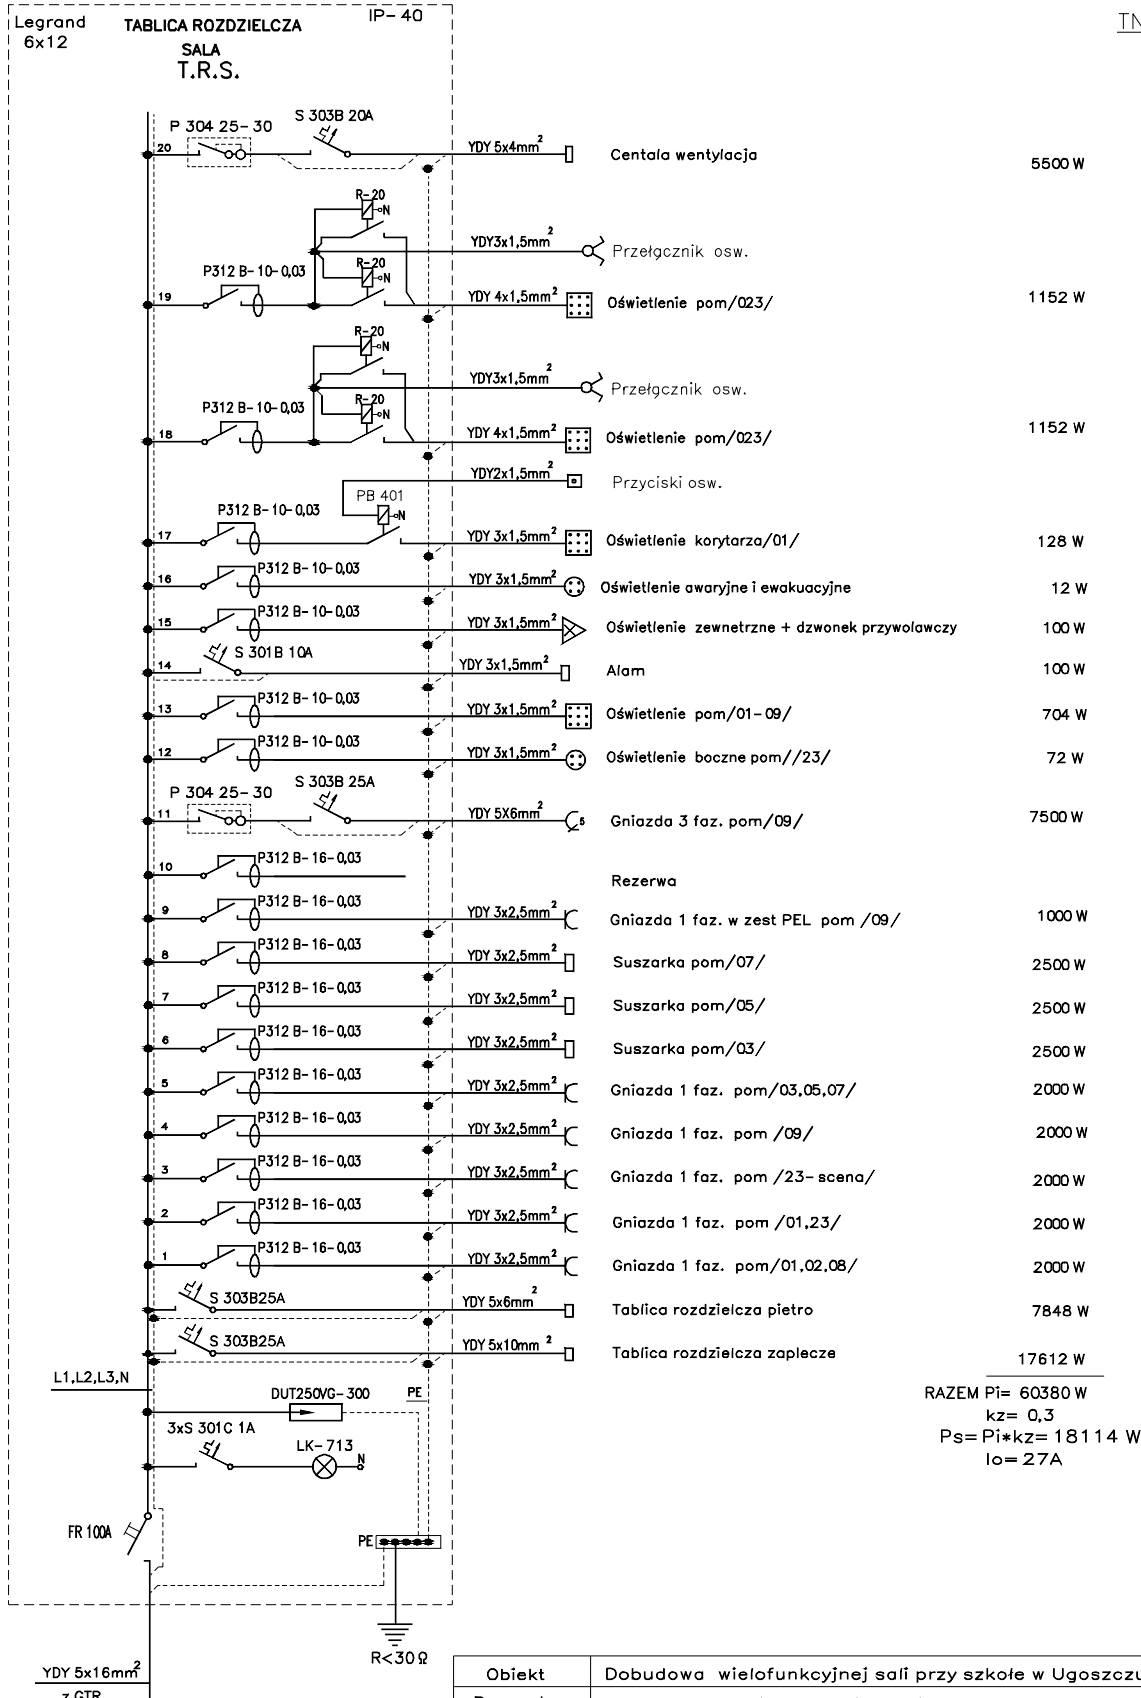 Legrand
6x12
TABLICA ROZDZIELCZA
SALA
T.R.S.
IP-40
TN
P 304 25-30
S 303B 20A
20
YDY 5x4mm2
Centala wentylacja
5500 W
R-20
N
YDY3x1,5mm2
Przełącznik osw.
P312 B-10-0,03
R-20
N
19
YDY 4x1,5mm2
Oświetlenie pom/023/
1152 W
R-20
N
YDY3x1,5mm2
Przełącznik osw.
P312 B-10-0,03
R-20
N
18
YDY 4x1,5mm2
Oświetlenie pom/023/
1152 W
YDY2x1,5mm2
Przyciski osw.
P312 B-10-0,03
PB 401
N
17
YDY 3x1,5mm2
Oświetlenie korytarza/01/
128 W
P312 B-10-0,03
16
YDY 3x1,5mm2
Oświetlenie awaryjne i ewakuacyjne
12 W
P312 B-10-0,03
15
YDY 3x1,5mm2
Oświetlenie zewnetrzne + dzwonek przywolawczy
100 W
S 301B 10A
14
YDY 3x1,5mm2
Alam
100 W
P312 B-10-0,03
13
YDY 3x1,5mm2
Oświetlenie pom/01-09/
704 W
P312 B-10-0,03
12
YDY 3x1,5mm2
Oświetlenie boczne pom//23/
72 W
P 304 25-30
S 303B 25A
11
YDY 5X6mm2
5
Gniazda 3 faz. pom/09/
7500 W
P312 B-16-0,03
10
Rezerwa
P312 B-16-0,03
9
YDY 3x2,5mm2
Gniazda 1 faz. w zest PEL pom /09/
1000 W
P312 B-16-0,03
8
YDY 3x2,5mm2
Suszarka pom/07/
2500 W
P312 B-16-0,03
7
YDY 3x2,5mm2
Suszarka pom/05/
2500 W
P312 B-16-0,03
6
YDY 3x2,5mm2
Suszarka pom/03/
2500 W
P312 B-16-0,03
5
YDY 3x2,5mm2
Gniazda 1 faz. pom/03,05,07/
2000 W
P312 B-16-0,03
4
YDY 3x2,5mm2
Gniazda 1 faz. pom /09/
2000 W
P312 B-16-0,03
3
YDY 3x2,5mm2
Gniazda 1 faz. pom /23-scena/
2000 W
P312 B-16-0,03
2
YDY 3x2,5mm2
Gniazda 1 faz. pom /01,23/
2000 W
P312 B-16-0,03
1
YDY 3x2,5mm2
Gniazda 1 faz. pom/01,02,08/
2000 W
S 303B25A
YDY 5x6mm2
Tablica rozdzielcza pietro
7848 W
S 303B25A
YDY 5x10mm2
Tablica rozdzielcza zaplecze
17612 W
L1,L2,L3,N
DUT250VG-300
PE
RAZEM Pi= 60380 W
kz= 0,3
Ps=Pi*kz= 18114 W
Io= 27A
3xS 301C 1A
LK-713
N
FR 100A
PE
R<30 Ω
YDY 5x16mm2
z GTR
Obiekt
Dobudowa wielofunkcyjnej sali przy szkołe w Ugoszczu